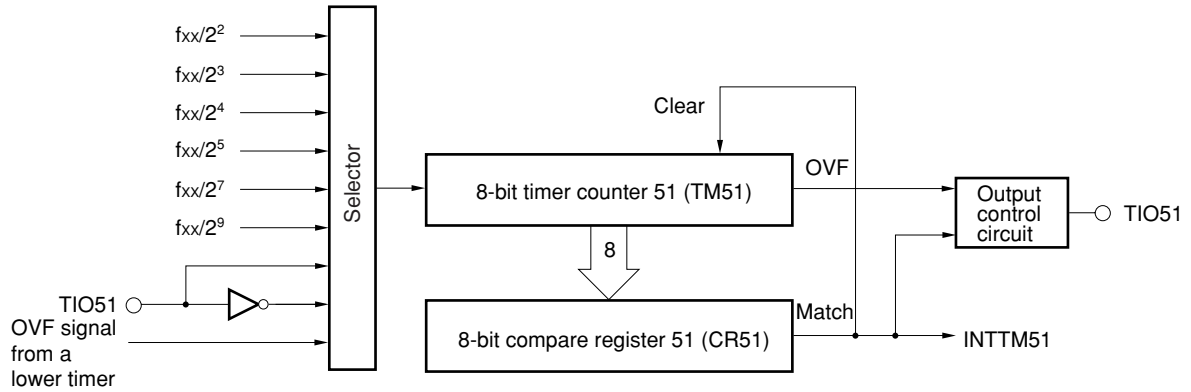 fxx/2²
fxx/2³
fxx/2⁴
fxx/2⁵
fxx/2⁷
fxx/2⁹
TIO51
OVF signal
from a
lower timer
Selector
Clear
8-bit timer counter 51 (TM51)
OVF
8
8-bit compare register 51 (CR51)
Match
Output
control
circuit
TIO51
INTTM51